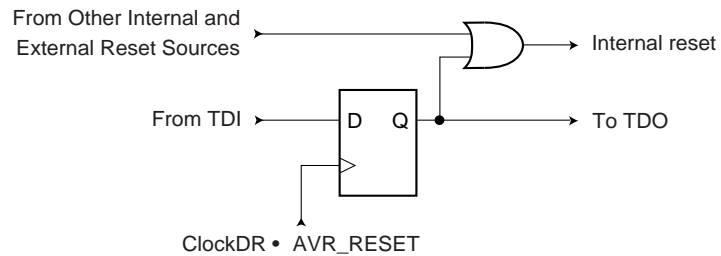 From Other Internal and
External Reset Sources
Internal reset
From TDI
D
Q
To TDO
ClockDR • AVR_RESET